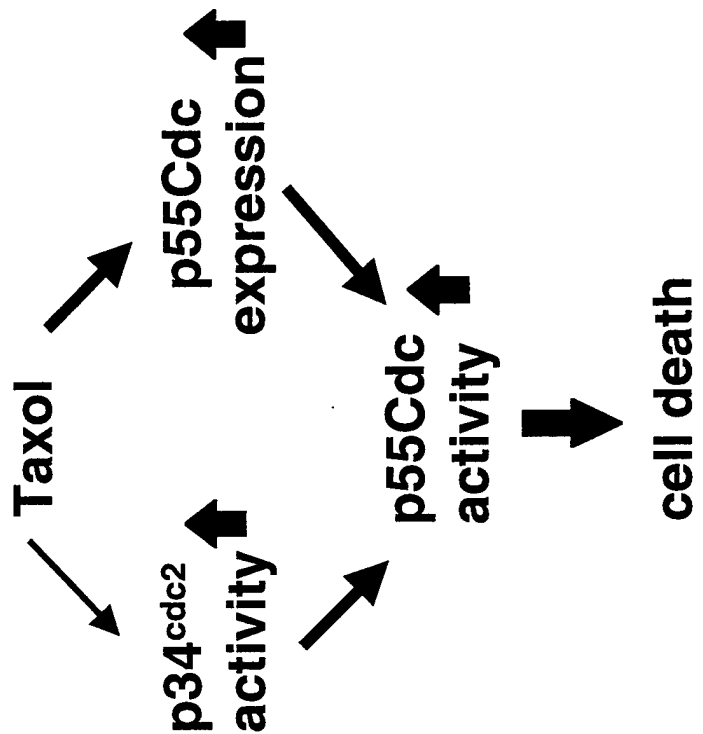 Taxol
p34cdc2
activity
p55Cdc
expression
p55Cdc
activity
cell death